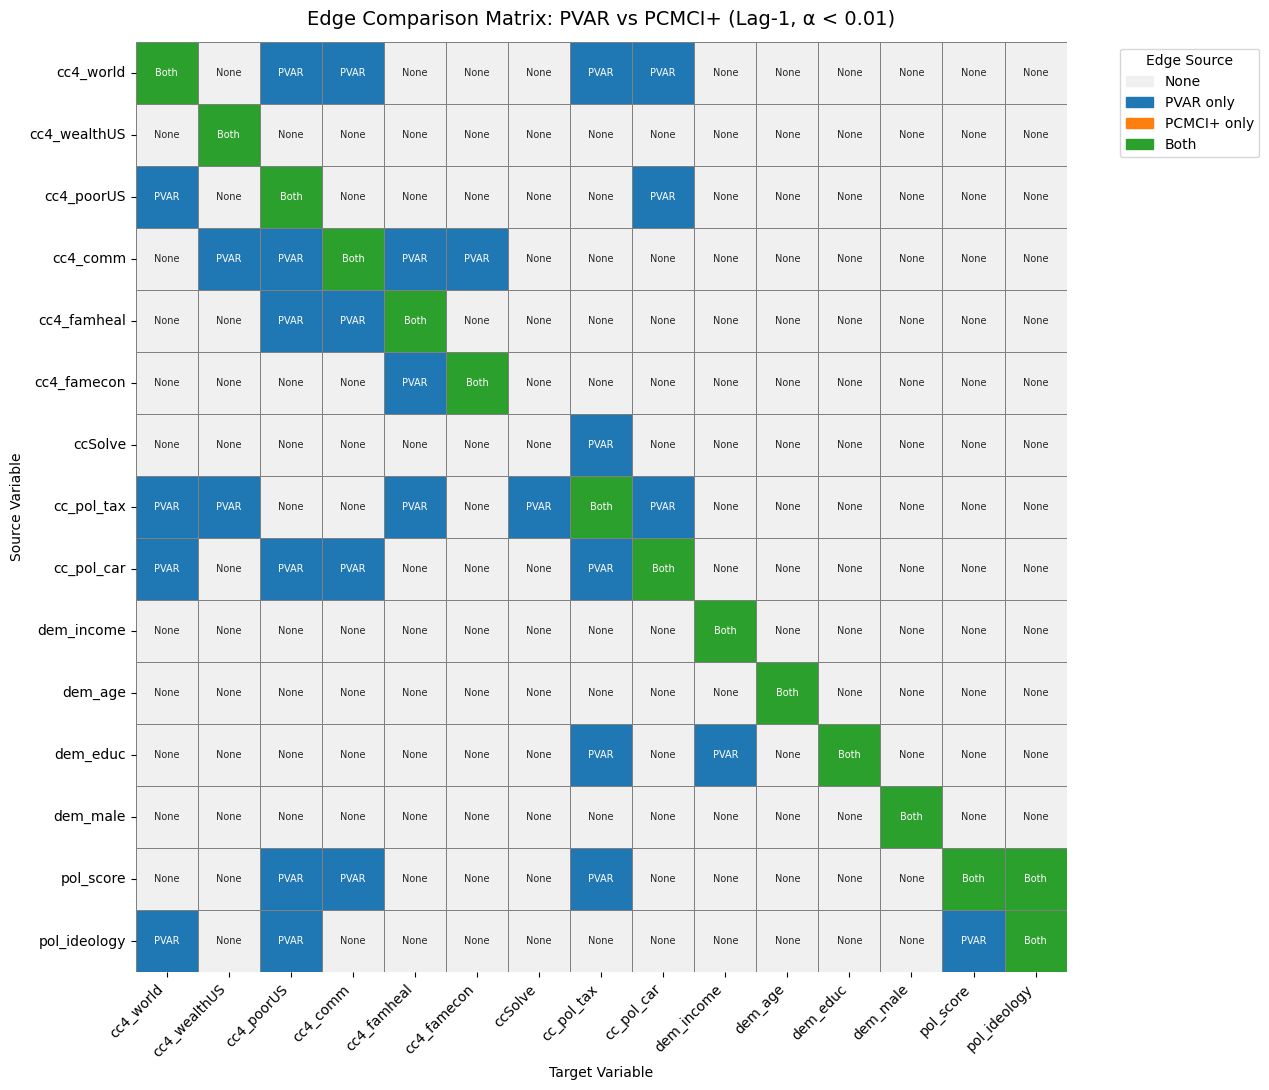 Edge Comparison Matrix: PVAR vs PCMCI+ (Lag-1, α < 0.01)
Edge Source
None
PVAR only
PCMCI+ only
Both
Source Variable
cc4_world Both None PVAR PVAR None None None PVAR PVAR None None None None None None
cc4_wealthUS None Both None None None None None None None None None None None None None
cc4_poorUS PVAR None Both None None None None None PVAR None None None None None None
cc4_comm None PVAR PVAR Both PVAR PVAR None None None None None None None None None
cc4_famheal None None PVAR PVAR Both None None None None None None None None None None
cc4_famecon None None None None PVAR Both None None None None None None None None None
ccSolve None None None None None None None PVAR None None None None None None None
cc_pol_tax PVAR PVAR None None PVAR None PVAR Both PVAR None None None None None None
cc_pol_car PVAR None PVAR PVAR None None None PVAR Both None None None None None None
dem_income None None None None None None None None None Both None None None None None
dem_age None None None None None None None None None None Both None None None None
dem_educ None None None None None None None PVAR None PVAR None Both None None None
dem_male None None None None None None None None None None None None Both None None
pol_score None None PVAR PVAR None None None PVAR None None None None None Both Both
pol_ideology PVAR None PVAR None None None None None None None None None None PVAR Both
cc4_world cc4_wealthUS cc4_poorUS cc4_comm cc4_famheal cc4_famecon ccSolve cc_pol_tax cc_pol_car dem_income dem_age dem_educ dem_male pol_score pol_ideology
Target Variable